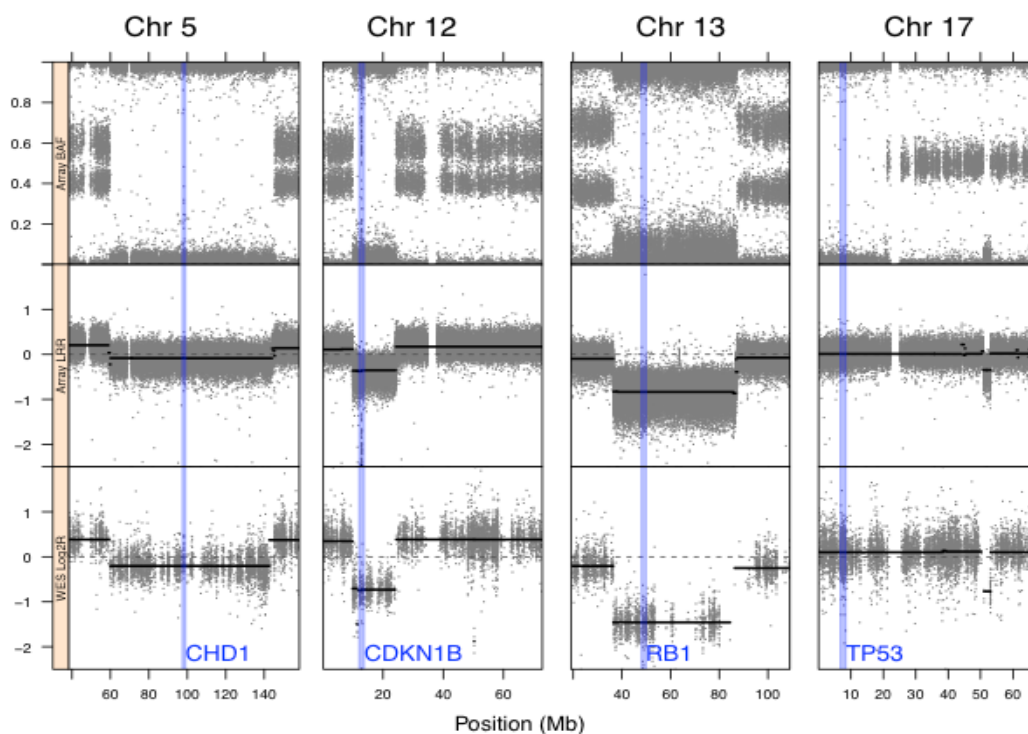 Chr 5 Chr 12 Chr 13 Chr 17
Array BAF
0.8
0.6
0.4
0.2
Array LRR
1
0
-1
-2
WES Log2R
1
0
-1
-2
CHD1 CDKN1B RB1 TP53
60 80 100 120 140 20 40 60 40 60 80 100 10 20 30 40 50 60
Position (Mb)